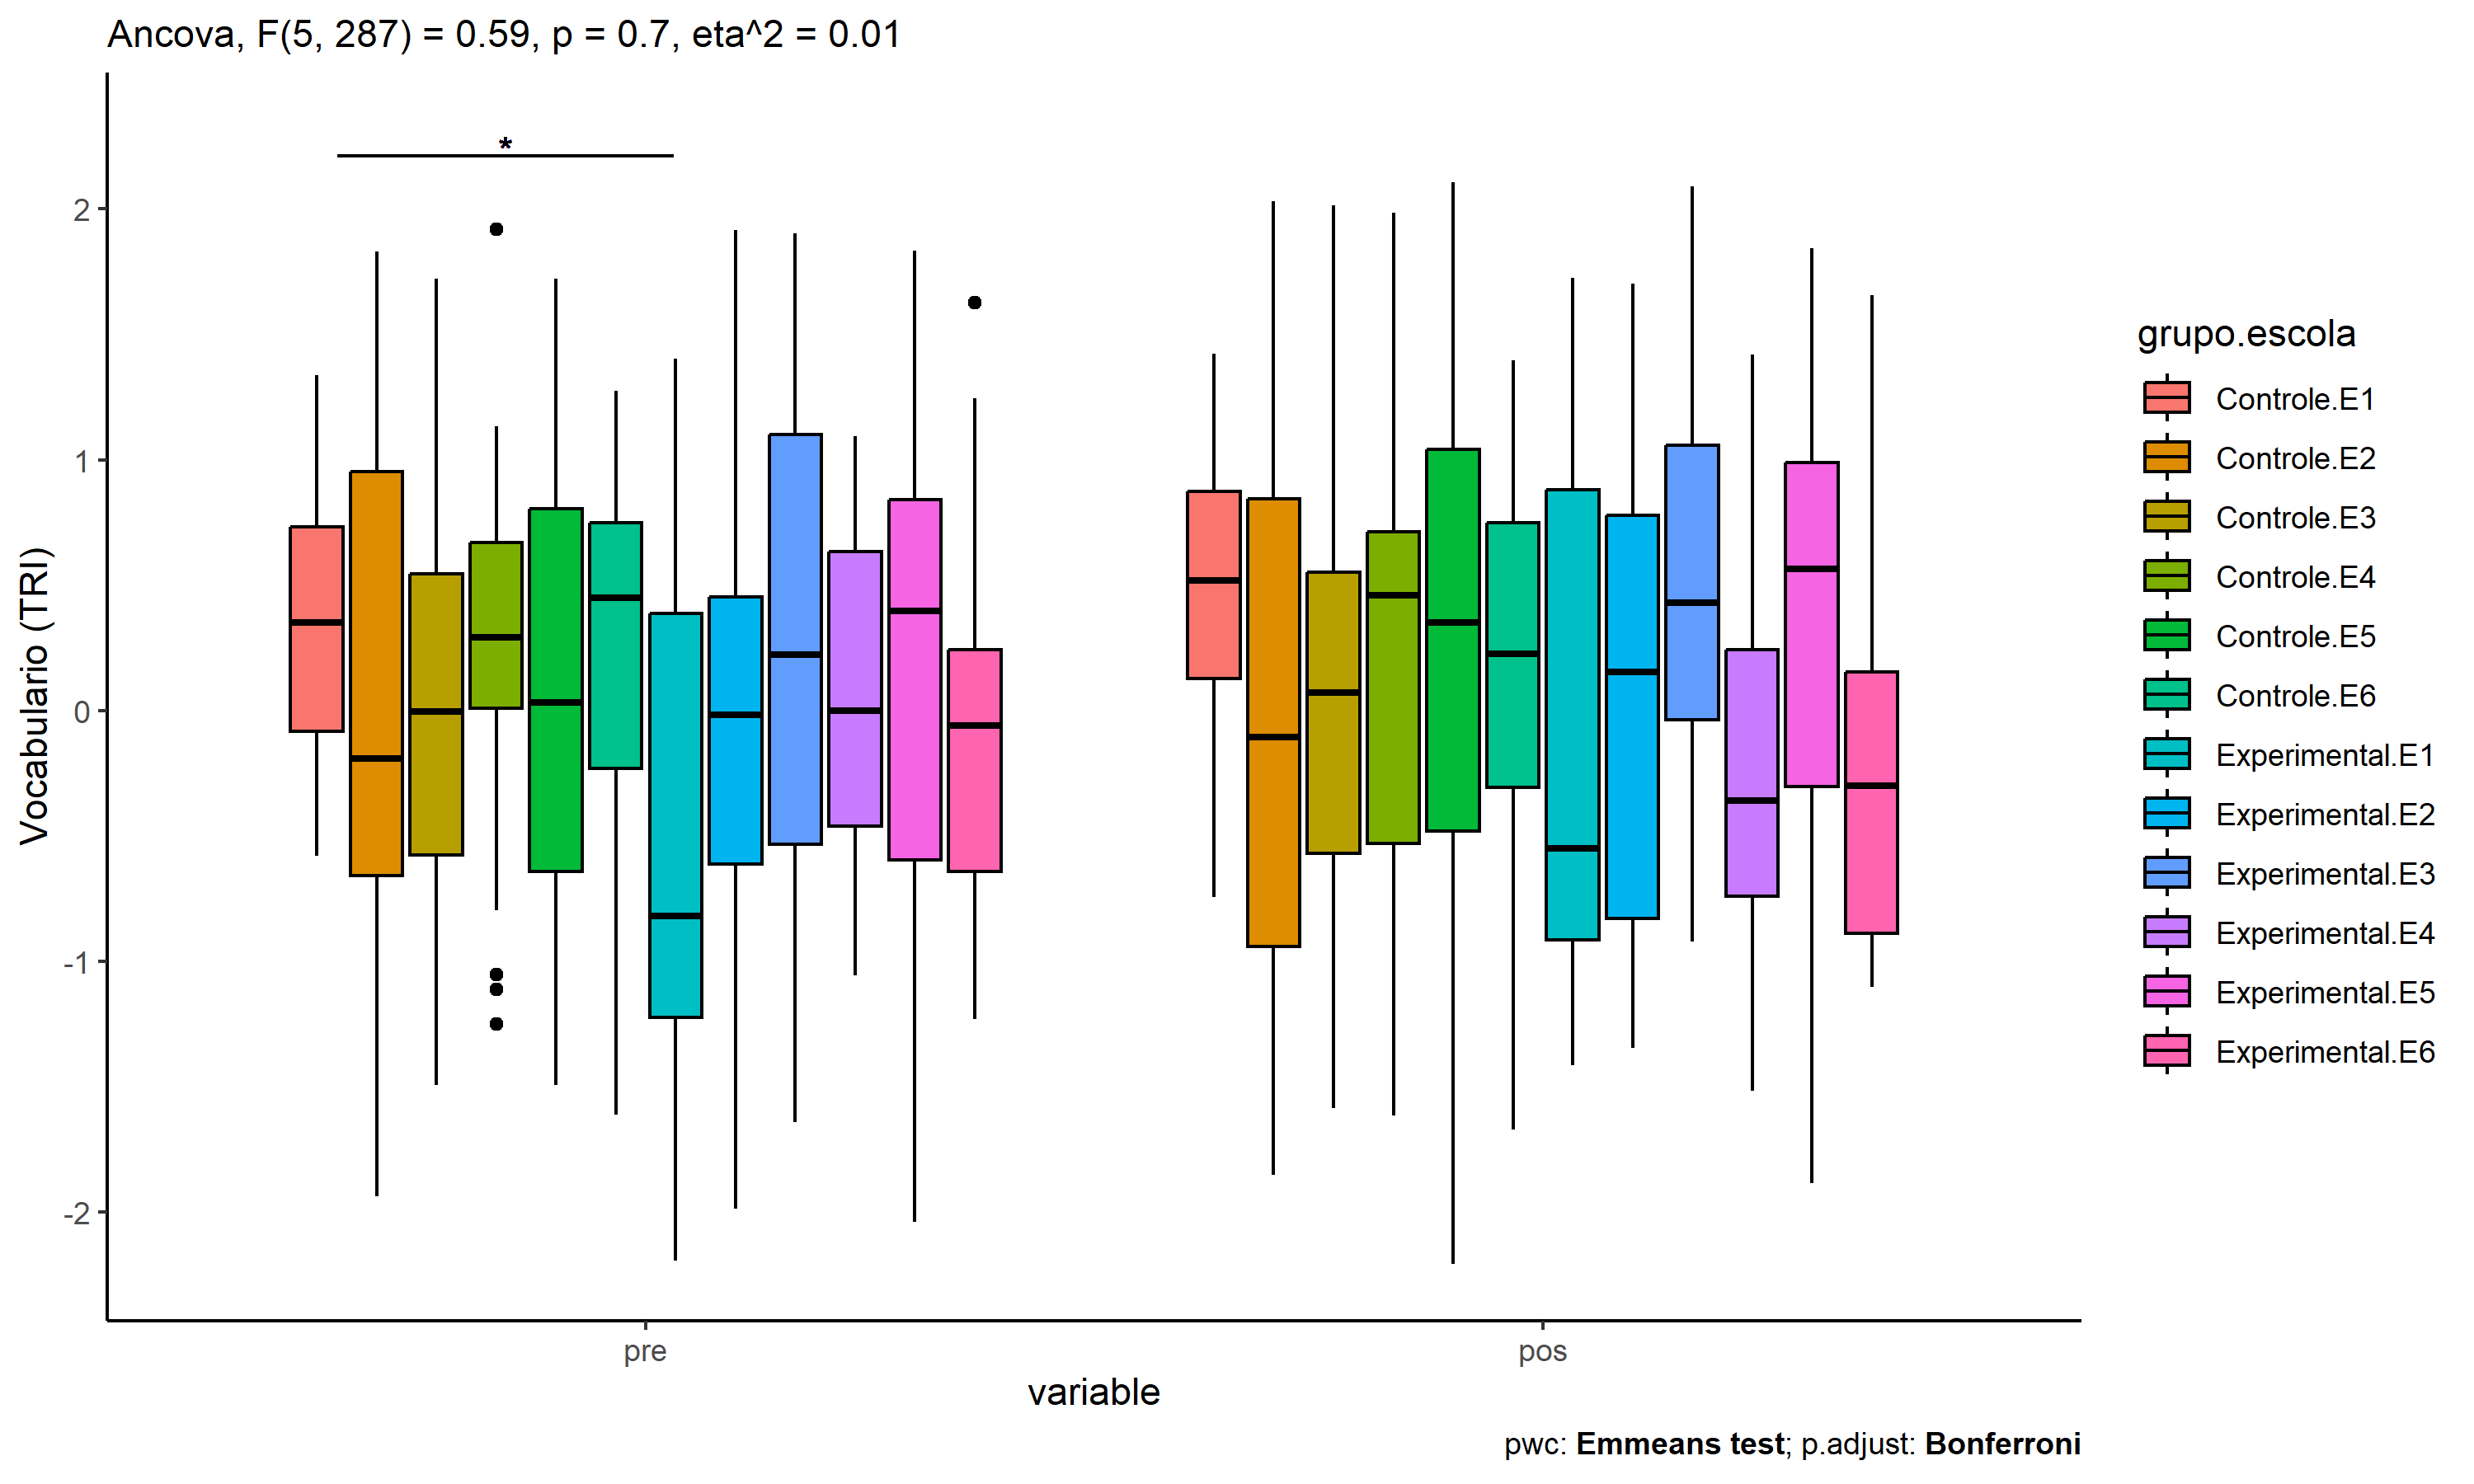 Ancova, F(5, 287) = 0.59, p = 0.7, eta^2 = 0.01
*
Vocabulario (TRI)
2
1
0
-1
-2
pre
pos
variable
grupo.escola
Controle.E1
Controle.E2
Controle.E3
Controle.E4
Controle.E5
Controle.E6
Experimental.E1
Experimental.E2
Experimental.E3
Experimental.E4
Experimental.E5
Experimental.E6
pwc: Emmeans test; p.adjust: Bonferroni